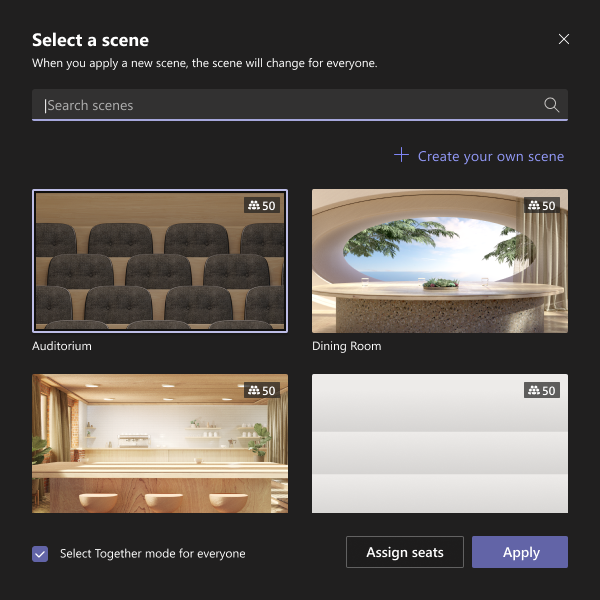 Select a scene
When you apply a new scene, the scene will change for everyone.
Search scenes
Create your own scene
50
50
Auditorium
Dining Room
50
50
Select Together mode for everyone
Assign seats
Apply